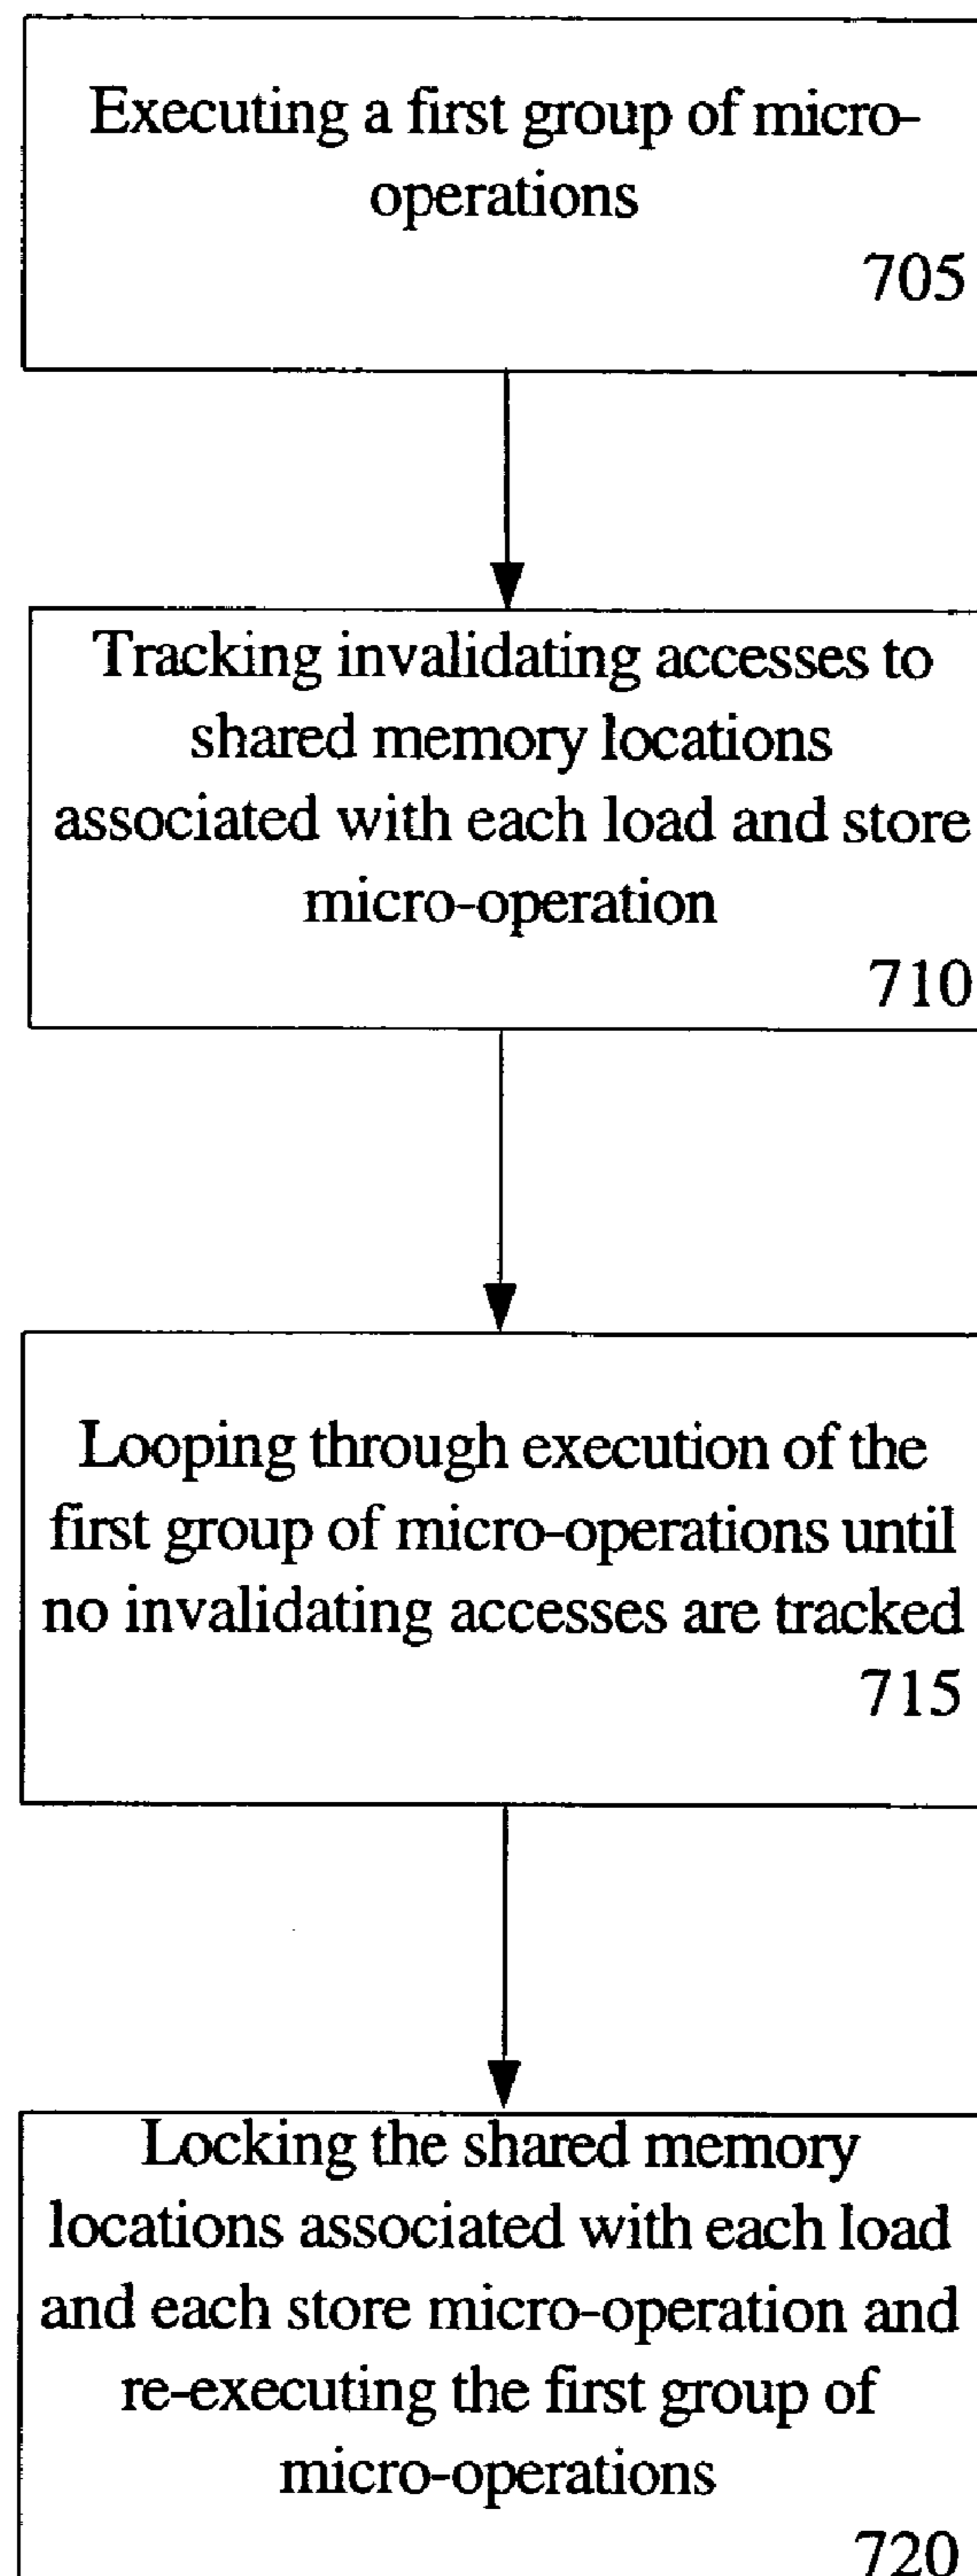 Executing a first group of micro-
operations
705
Tracking invalidating accesses to
shared memory locations
associated with each load and store
micro-operation
710
Looping through execution of the
first group of micro-operations until
no invalidating accesses are tracked
715
Locking the shared memory
locations associated with each load
and each store micro-operation and
re-executing the first group of
micro-operations
720